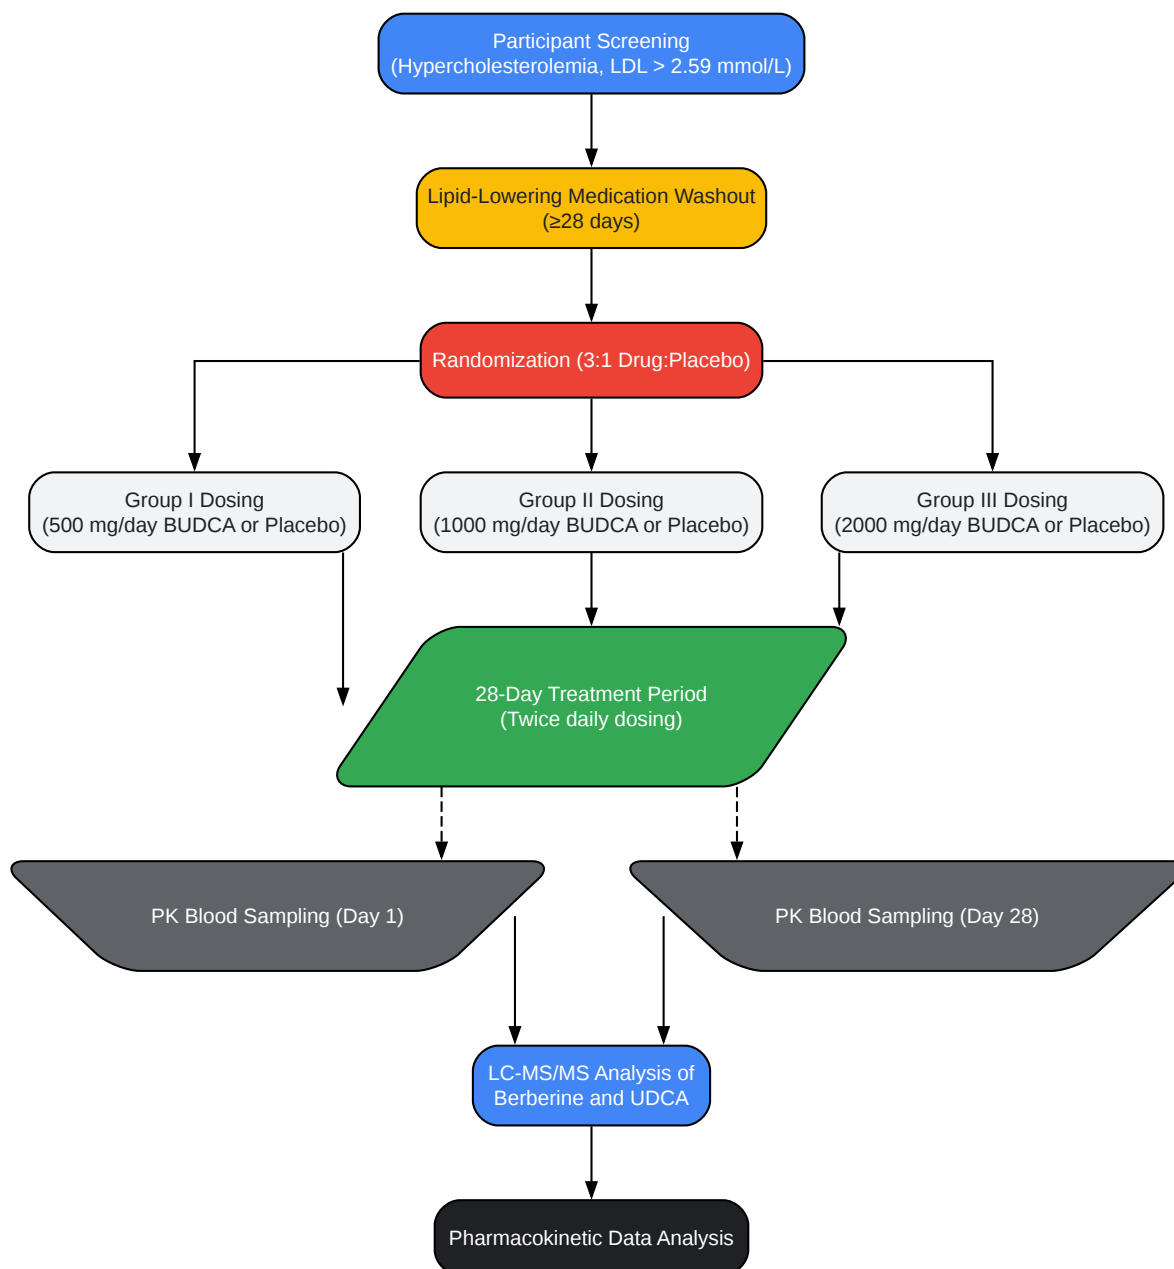 Participant Screening
(Hypercholesterolemia, LDL > 2.59 mmol/L)
Lipid-Lowering Medication Washout
(≥28 days)
Randomization (3:1 Drug:Placebo)
Group I Dosing
(500 mg/day BUDCA or Placebo)
Group II Dosing
(1000 mg/day BUDCA or Placebo)
Group III Dosing
(2000 mg/day BUDCA or Placebo)
28-Day Treatment Period
(Twice daily dosing)
PK Blood Sampling (Day 1)
PK Blood Sampling (Day 28)
LC-MS/MS Analysis of
Berberine and UDCA
Pharmacokinetic Data Analysis